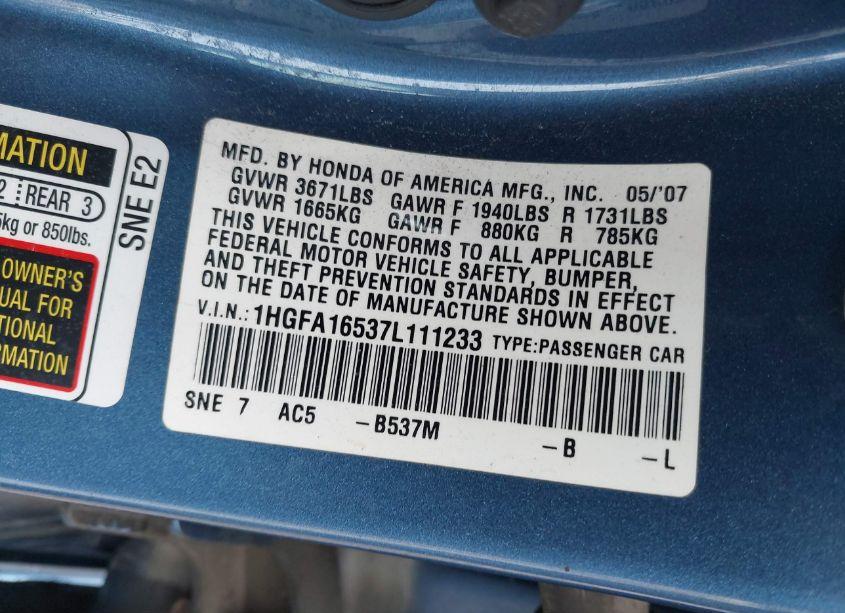 MATION
2 REAR 3
5kg or 850lbs.
OWNER'S
UAL FOR
TIONAL
ORMATION
SNE E2
MFD. BY HONDA OF AMERICA MFG., INC. 05/'07
GVWR 3671LBS GAWR F 1940LBS R 1731LBS
GVWR 1665KG GAWR F 880KG R 785KG
THIS VEHICLE CONFORMS TO ALL APPLICABLE
FEDERAL MOTOR VEHICLE SAFETY, BUMPER,
AND THEFT PREVENTION STANDARDS IN EFFECT
ON THE DATE OF MANUFACTURE SHOWN ABOVE.
V.I.N.: 1HGFA16537L111233 TYPE:PASSENGER CAR
SNE 7 AC5 -B537M -B -L